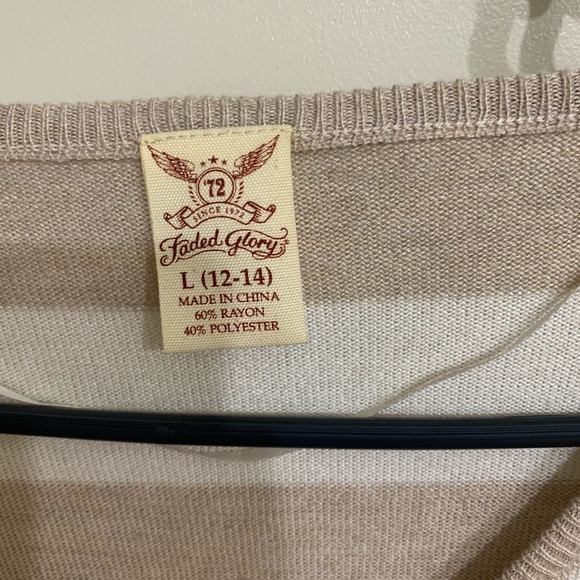 '72
SINCE 1972
Faded Glory®
L (12-14)
MADE IN CHINA
60% RAYON
40% POLYESTER